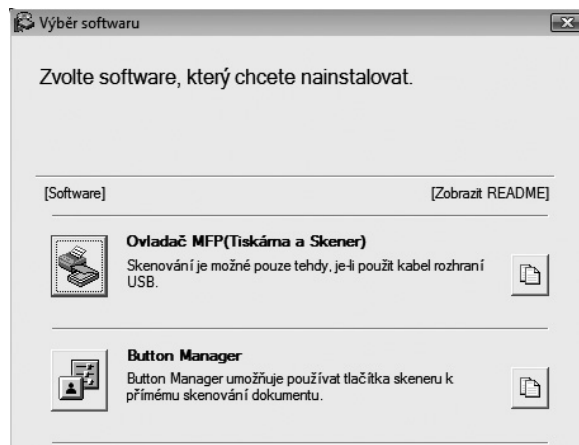 Výběr softwaru
Zvolte software, který chcete nainstalovat.
[Software] [Zobrazit README]
Ovladač MFP(Tiskárna a Skener)
Skenování je možné pouze tehdy, je-li použit kabel rozhraní
USB.
Button Manager
Button Manager umožňuje používat tlačítka skeneru k
přímému skenování dokumentu.